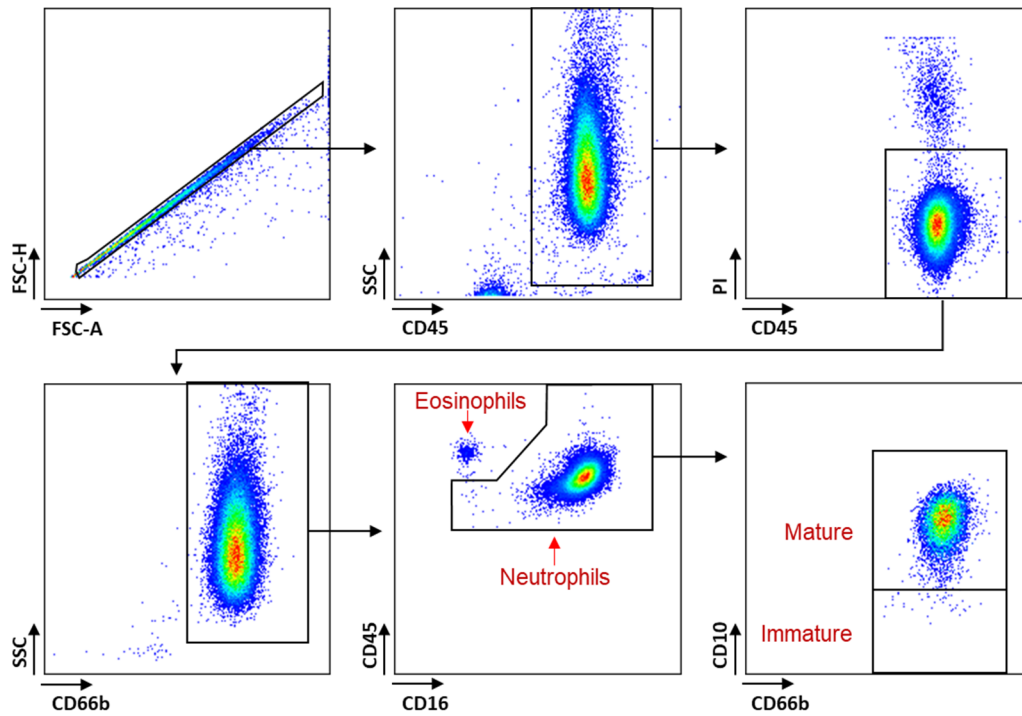 FSC-H
FSC-A
SSC
CD45
PI
CD45
SSC
CD66b
Eosinophils
Neutrophils
CD45
CD16
Mature
Immature
CD10
CD66b